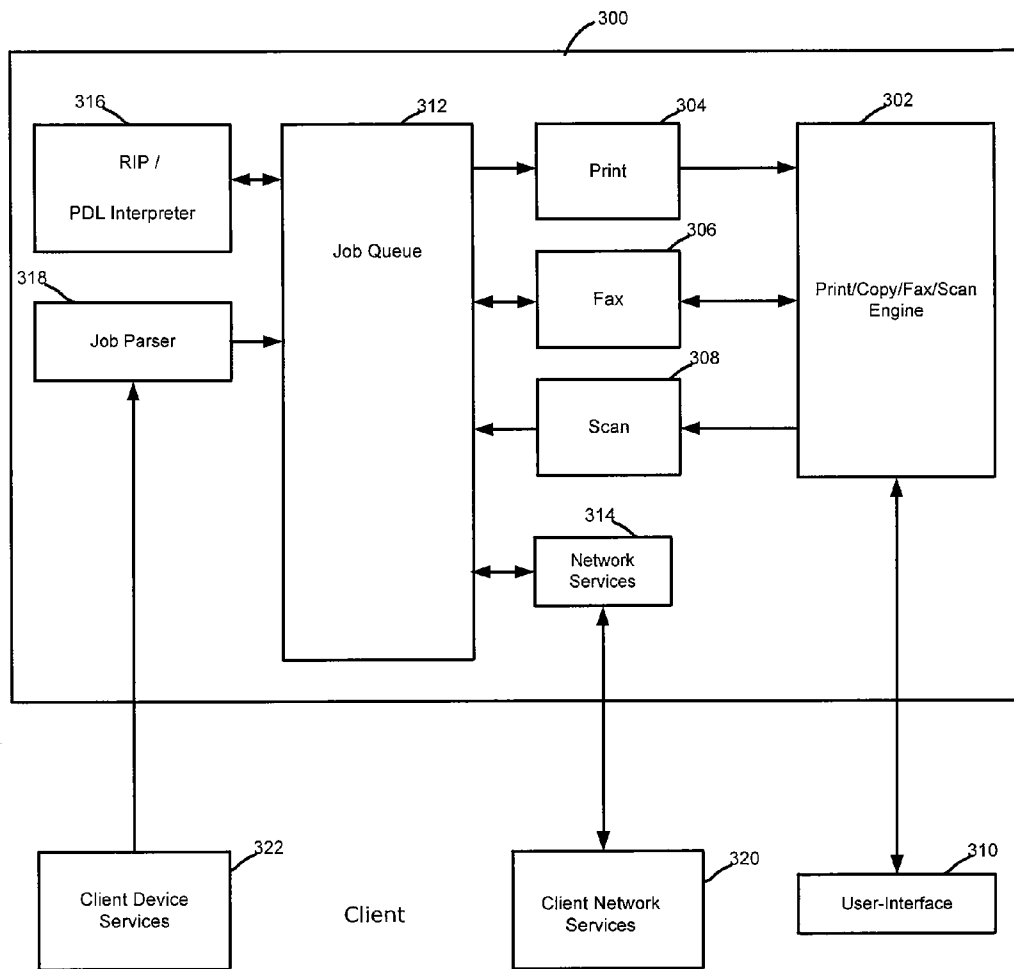 300
316
312
304
302
RIP /
PDL Interpreter
Job Queue
Print
306
318
Fax
Print/Copy/Fax/Scan
Engine
Job Parser
308
Scan
314
Network
Services
322
320
310
Client Device
Services
Client
Client Network
Services
User-Interface